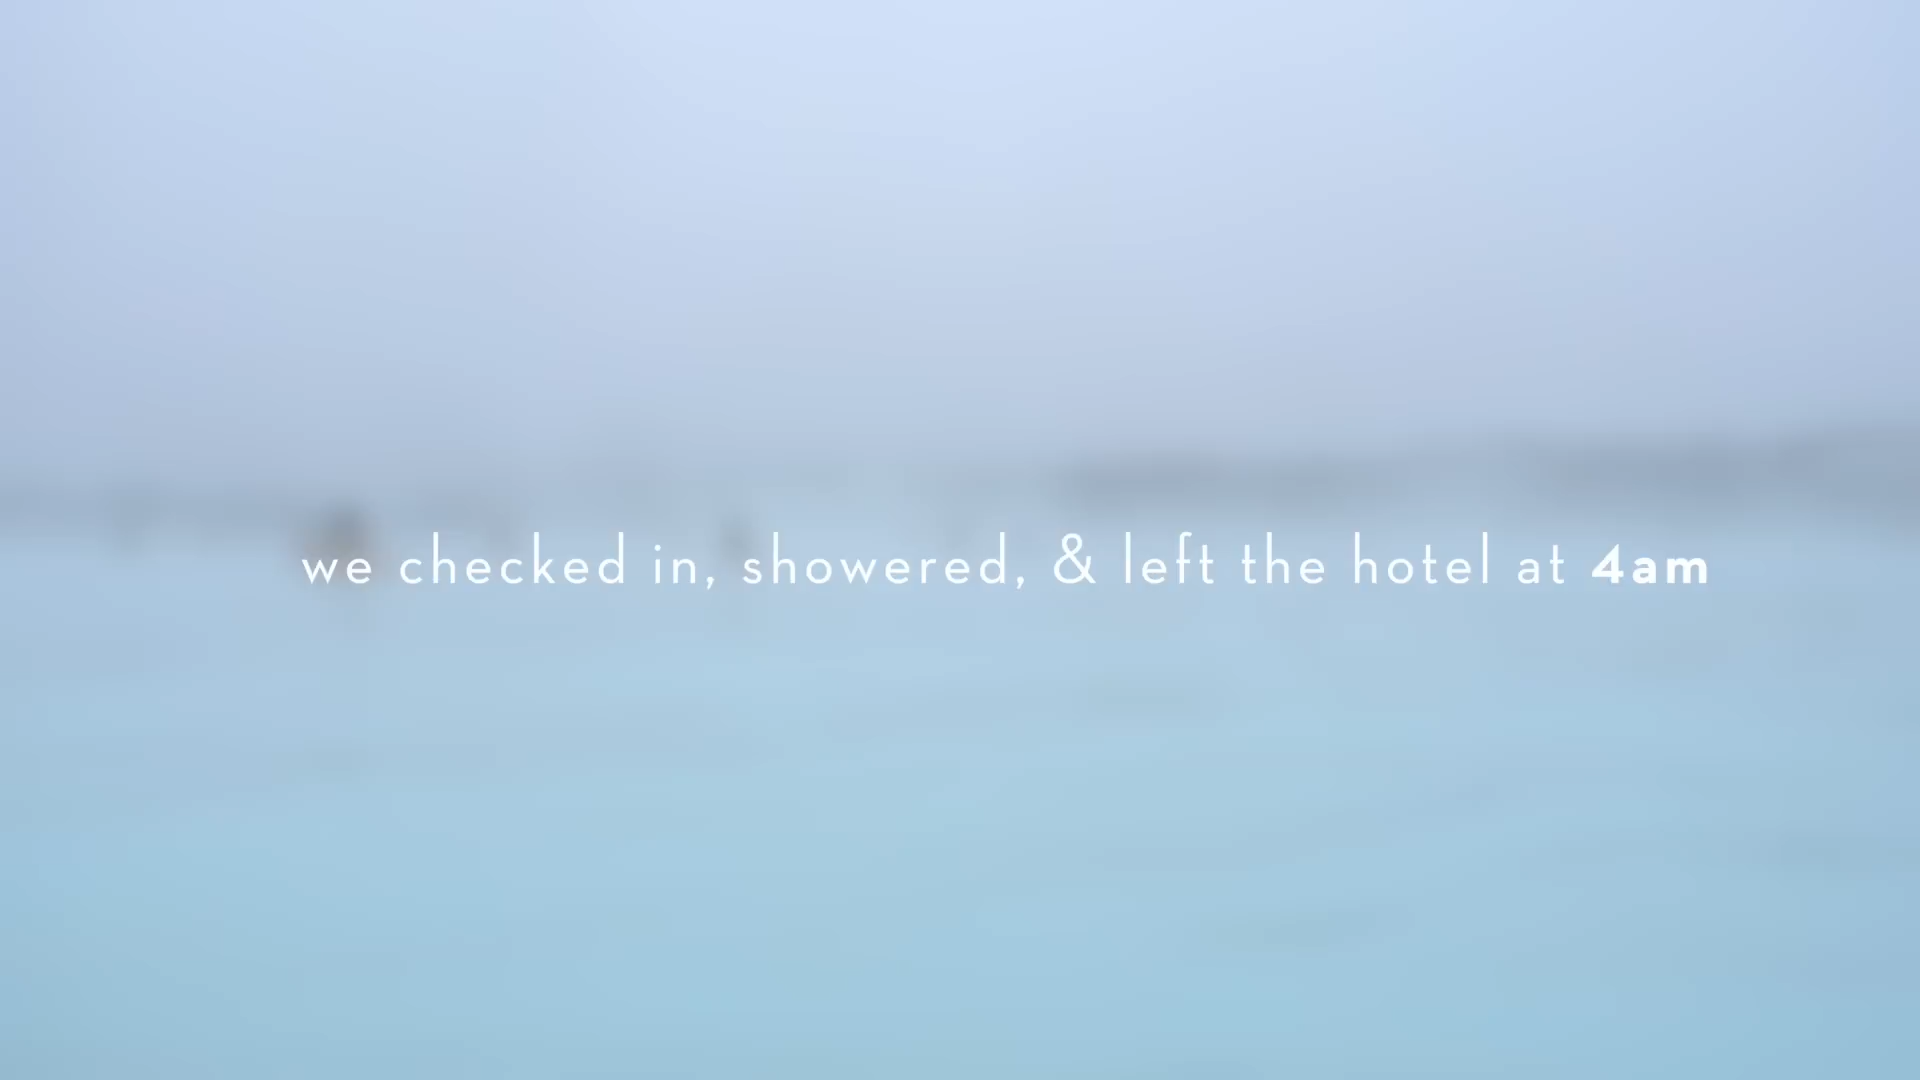 we checked in, showered, & left the hotel at 4am